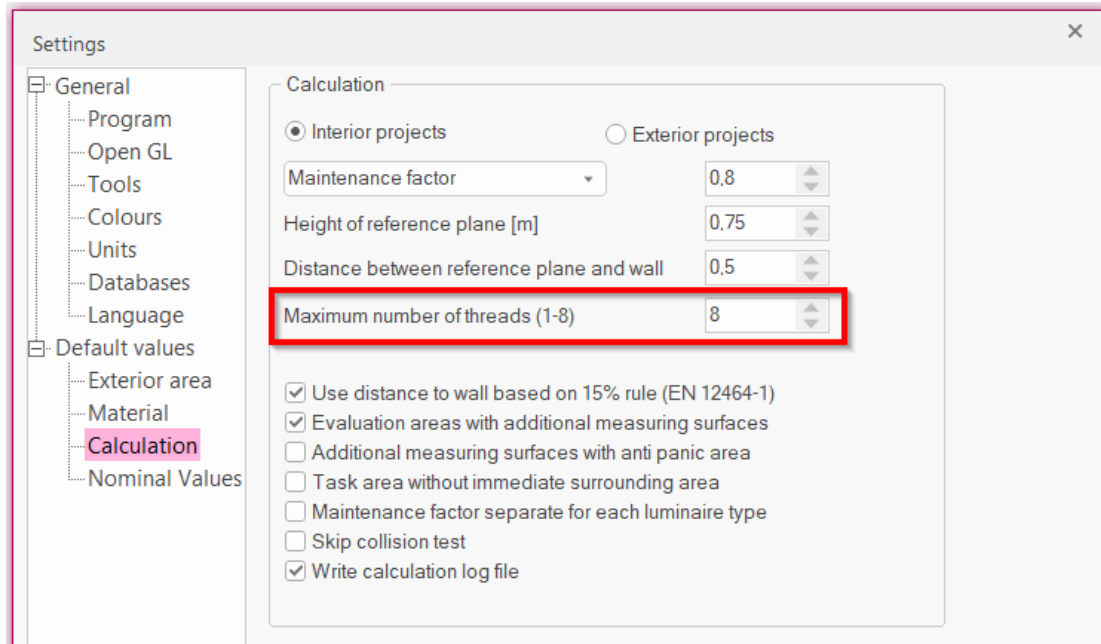 Settings
General
Program
Open GL
Tools
Colours
Units
Databases
Language
Default values
Exterior area
Material
Calculation
Nominal Values
Calculation
Interior projects Exterior projects
Maintenance factor 0,8
Height of reference plane [m] 0,75
Distance between reference plane and wall 0,5
Maximum number of threads (1-8) 8
Use distance to wall based on 15% rule (EN 12464-1)
Evaluation areas with additional measuring surfaces
Additional measuring surfaces with anti panic area
Task area without immediate surrounding area
Maintenance factor separate for each luminaire type
Skip collision test
Write calculation log file